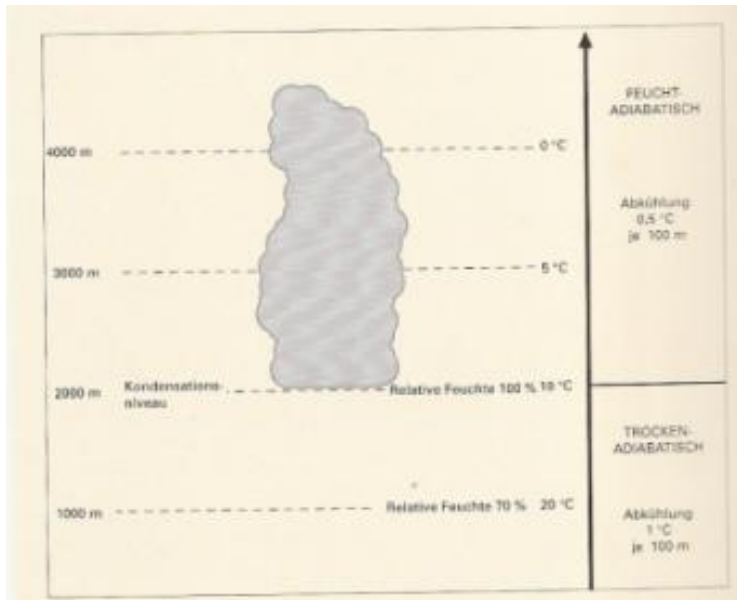 FEUCHT-
ADIABATISCH
4000 m
0 °C
Abkühlung
0,5 °C
je 100 m
3000 m
5 °C
2000 m
Kondensations-
niveau
Relative Feuchte 100 %
10 °C
TROCKEN-
ADIABATISCH
1000 m
Relative Feuchte 70 %
20 °C
Abkühlung
1 °C
je 100 m